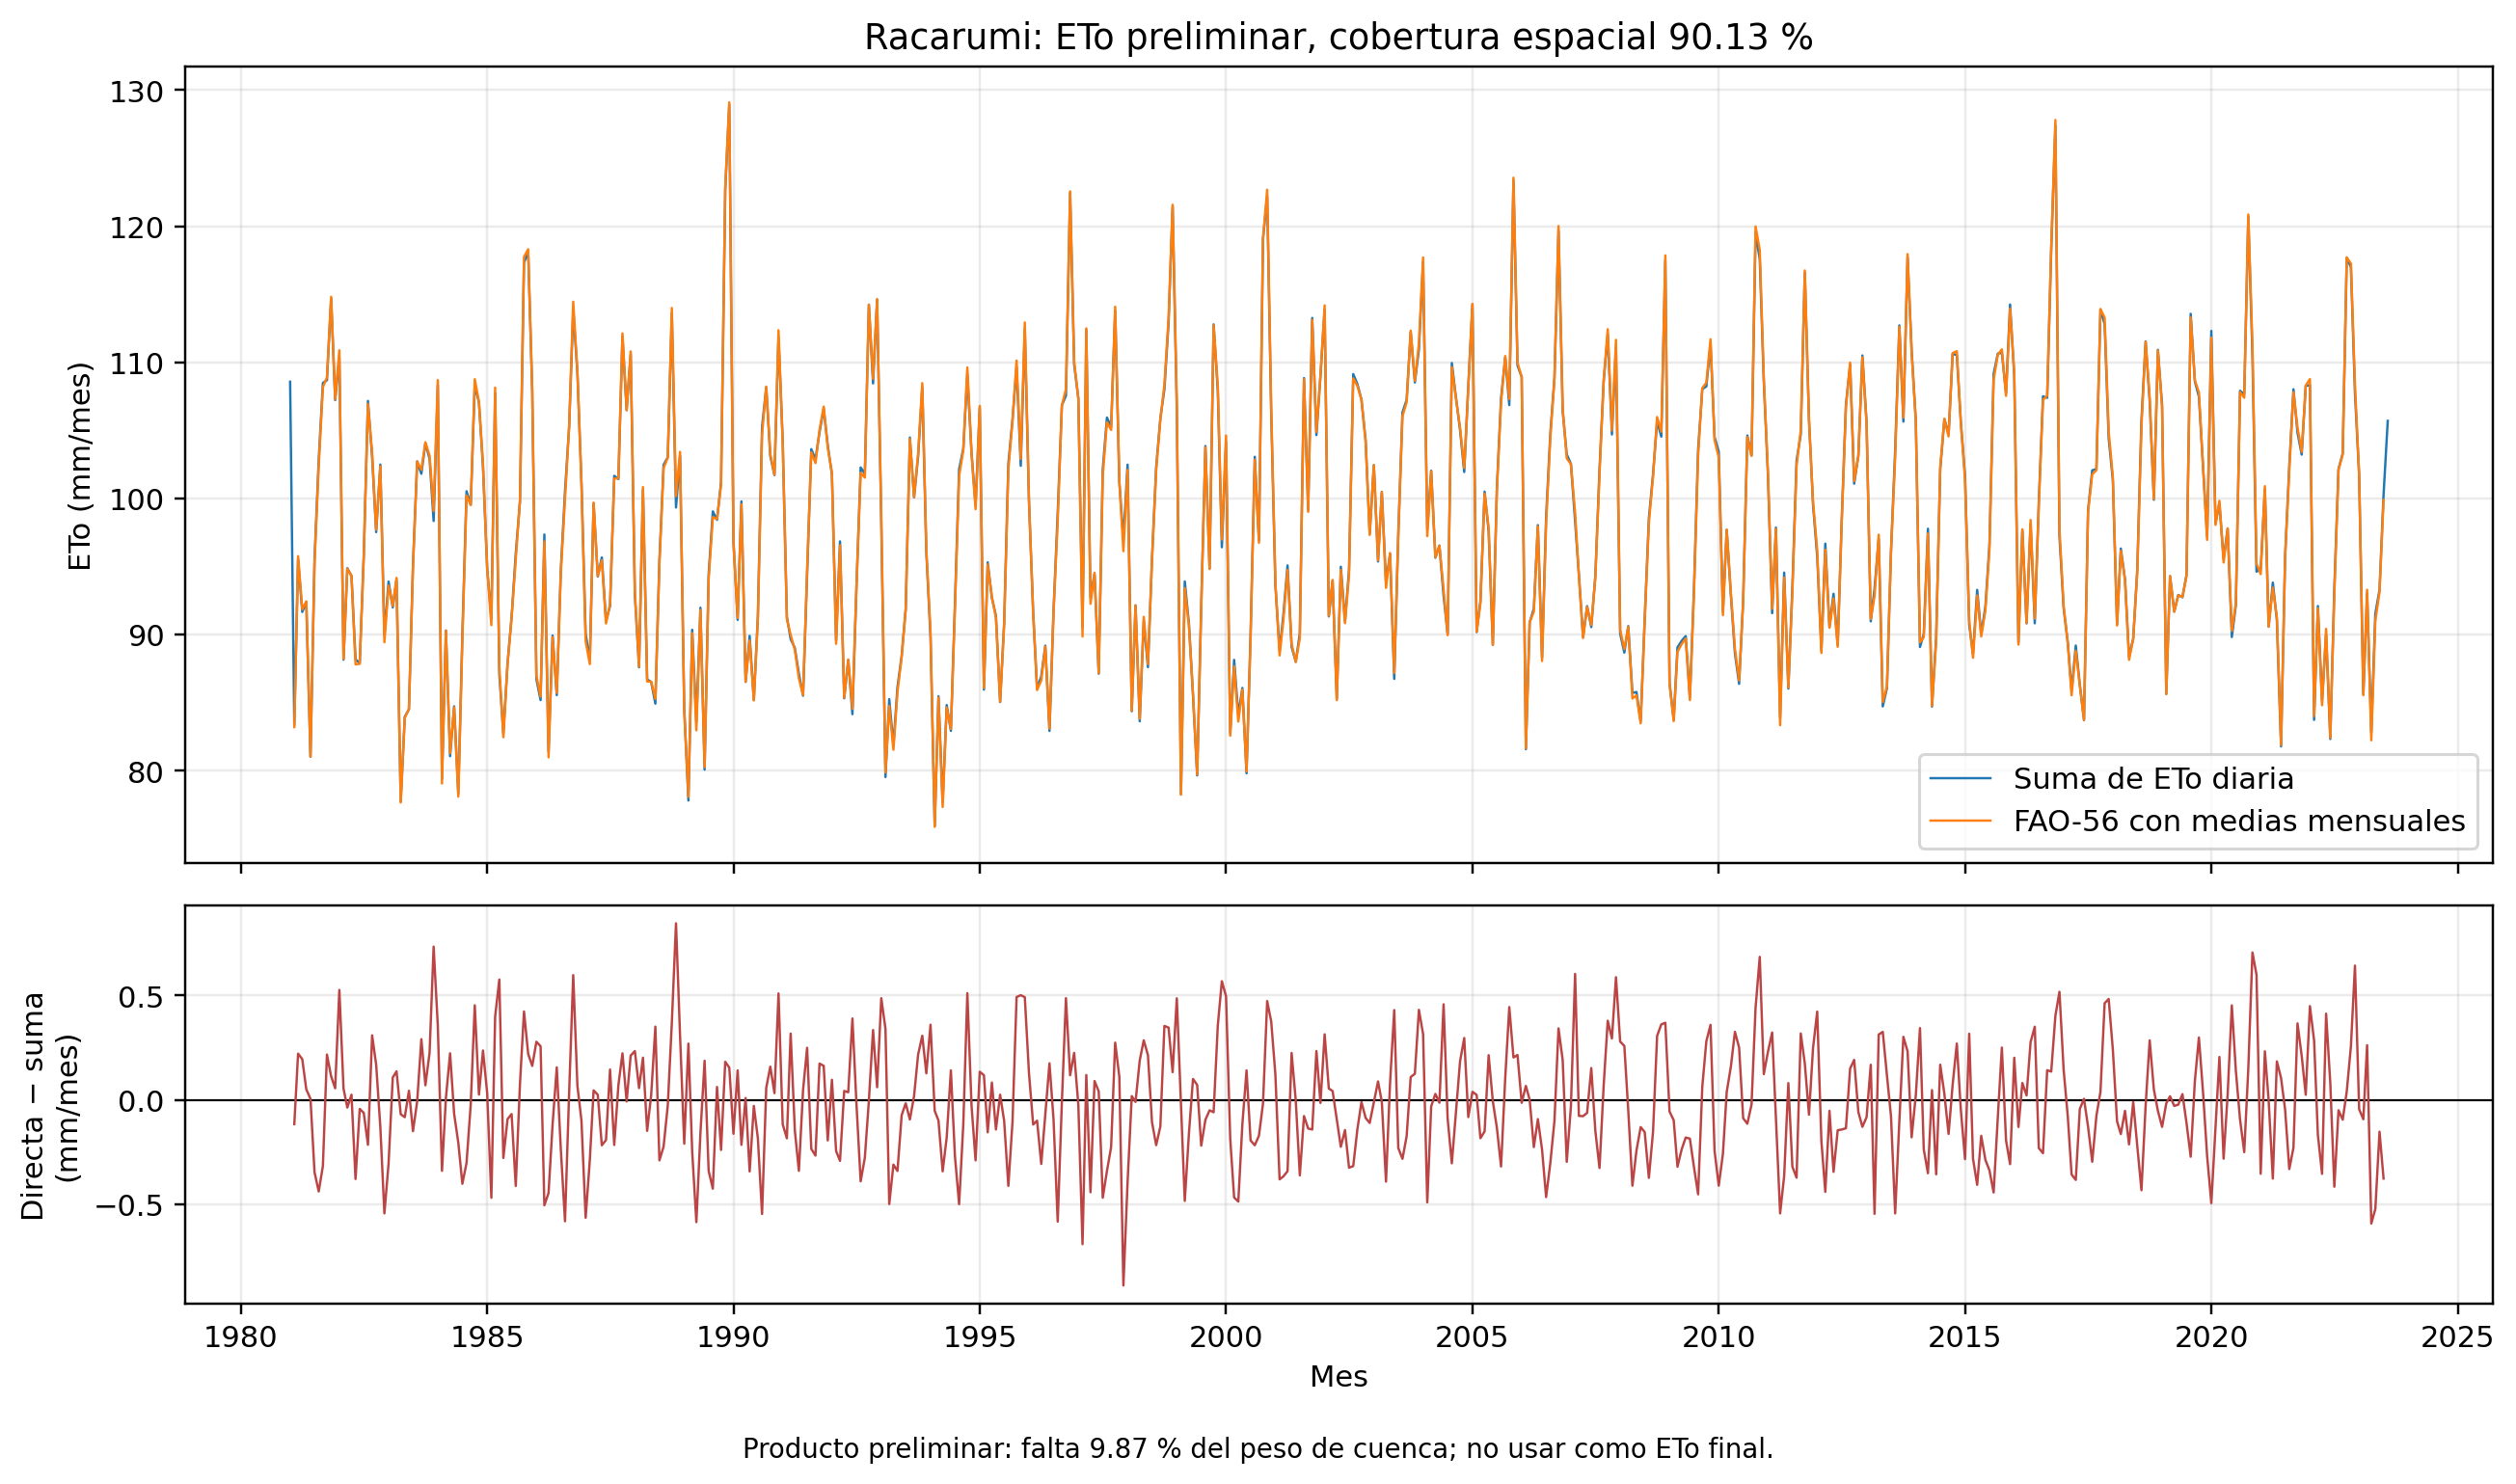 Racarumi: ETo preliminar, cobertura espacial 90.13 %
ETo (mm/mes)
130
120
110
100
90
80
Suma de ETo diaria
FAO-56 con medias mensuales
Directa − suma
(mm/mes)
0.5
0.0
−0.5
1980 1985 1990 1995 2000 2005 2010 2015 2020 2025
Mes
Producto preliminar: falta 9.87 % del peso de cuenca; no usar como ETo final.